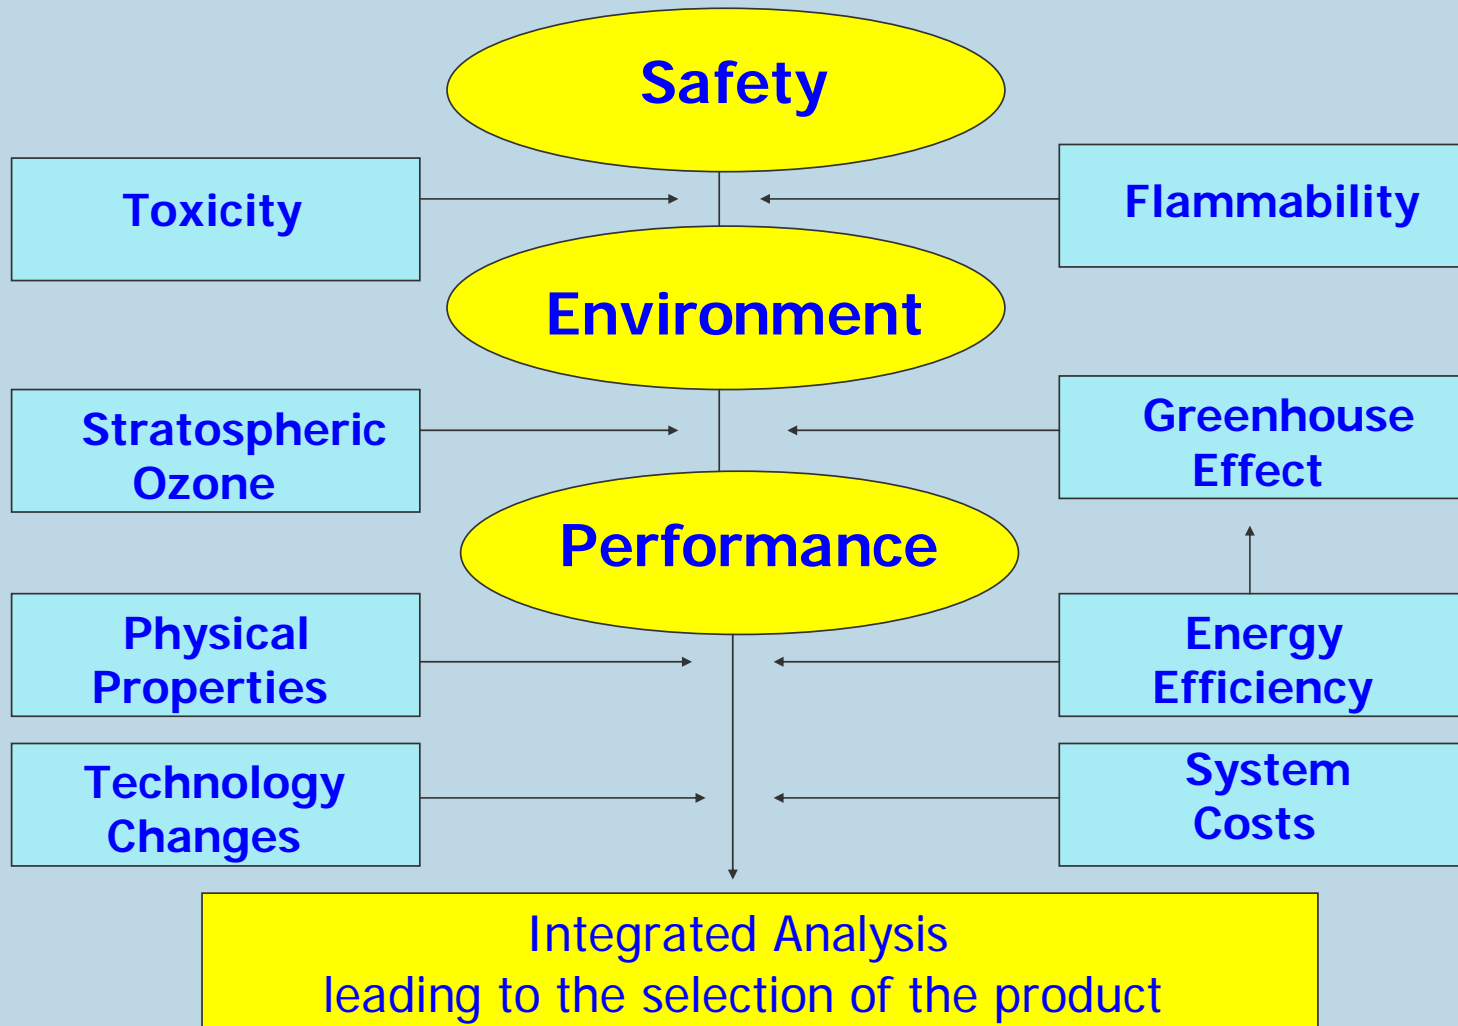 Safety
Toxicity
Flammability
Environment
Stratospheric
Ozone
Greenhouse
Effect
Performance
Physical
Properties
Energy
Efficiency
Technology
Changes
System
Costs
Integrated Analysis
leading to the selection of the product